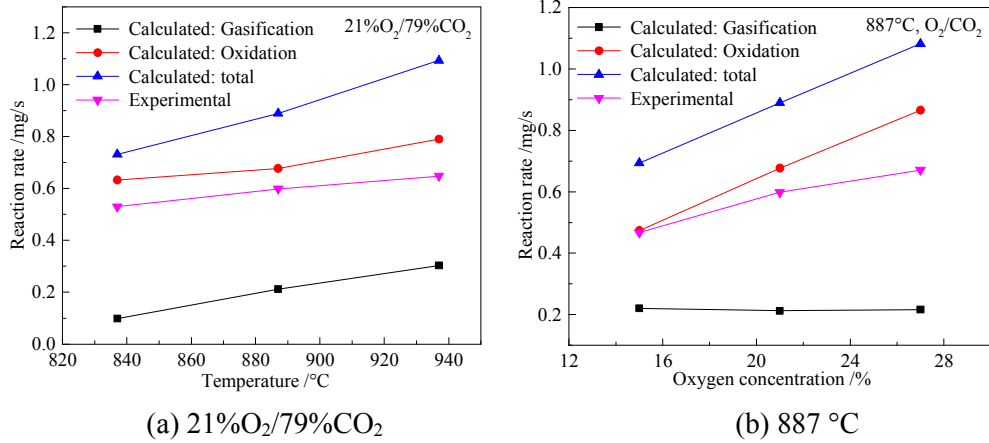 21%O₂/79%CO₂
Calculated: Gasification
Calculated: Oxidation
Calculated: total
Experimental
Reaction rate /mg/s
1.2
1.0
0.8
0.6
0.4
0.2
0.0
820 840 860 880 900 920 940
Temperature /°C
(a) 21%O₂/79%CO₂
887°C, O₂/CO₂
Calculated: Gasification
Calculated: Oxidation
Calculated: total
Experimental
Reaction rate /mg/s
1.2
1.0
0.8
0.6
0.4
0.2
12 16 20 24 28
Oxygen concentration /%
(b) 887 °C